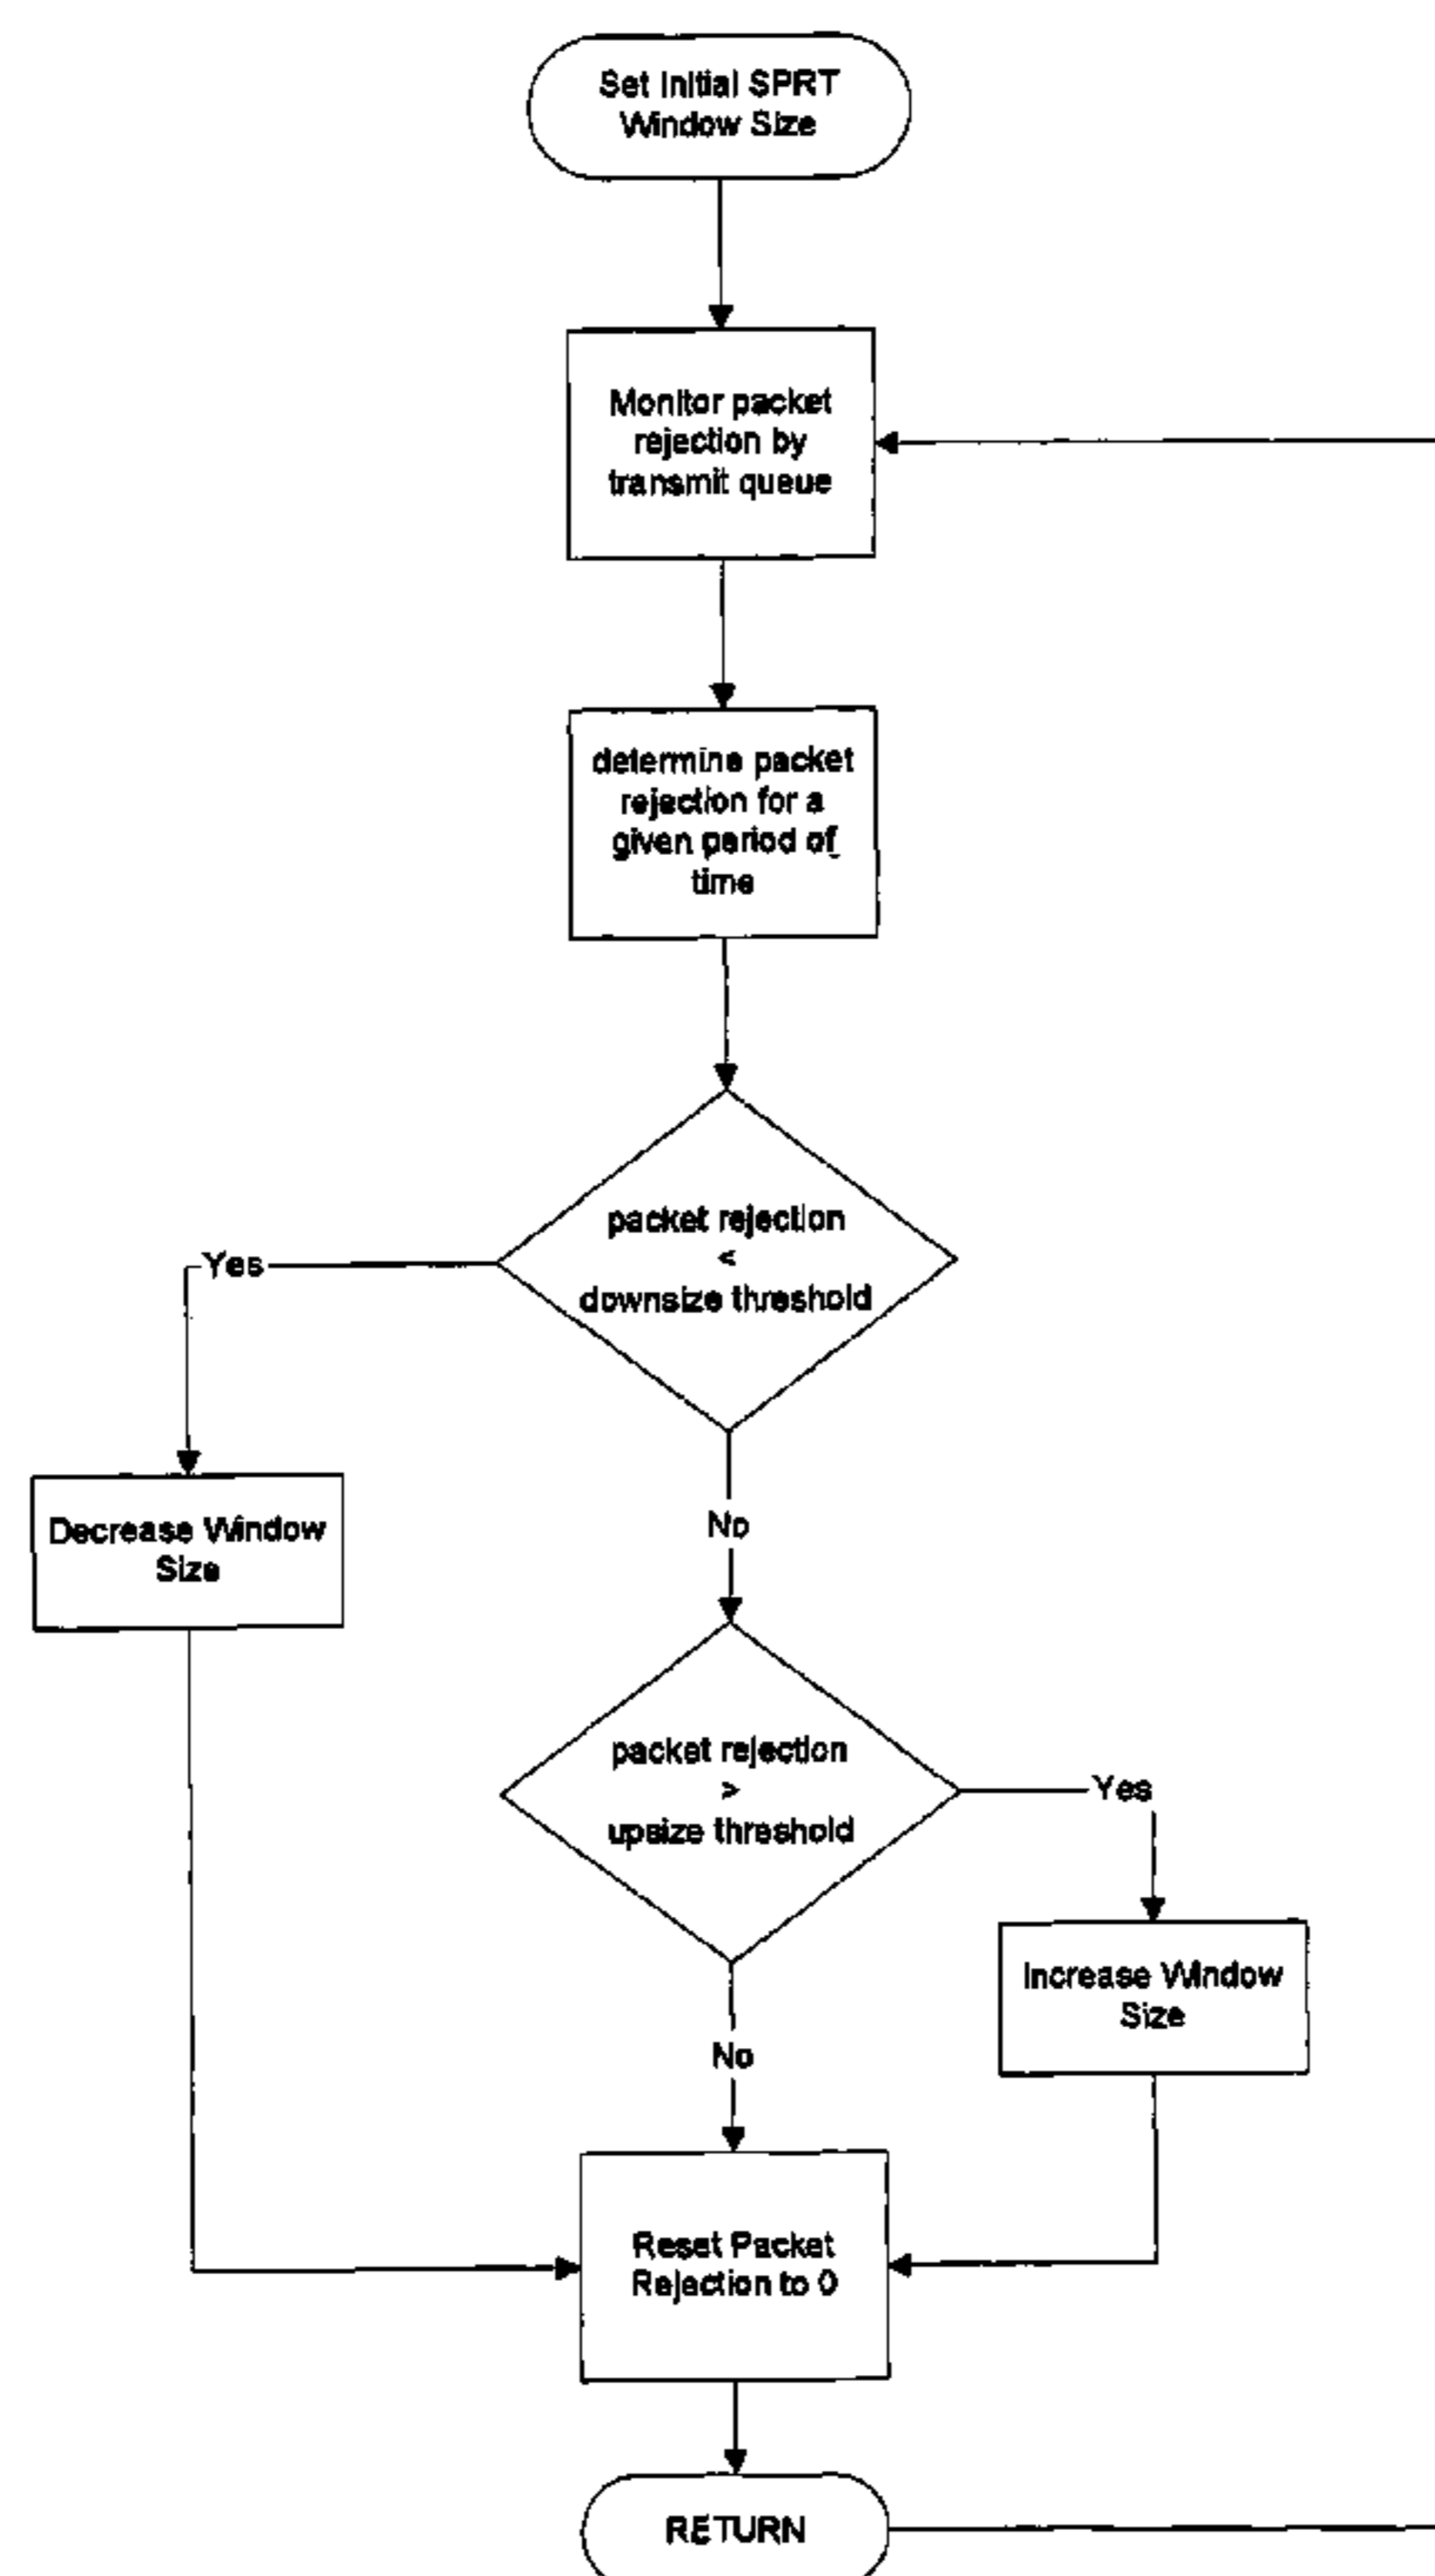 Set Initial SPRT
Window Size
Monitor packet
rejection by
transmit queue
determine packet
rejection for a
given period of
time
packet rejection
<
downsize threshold
Yes
No
Decrease Window
Size
packet rejection
>
upsize threshold
Yes
No
Increase Window
Size
Reset Packet
Rejection to 0
RETURN